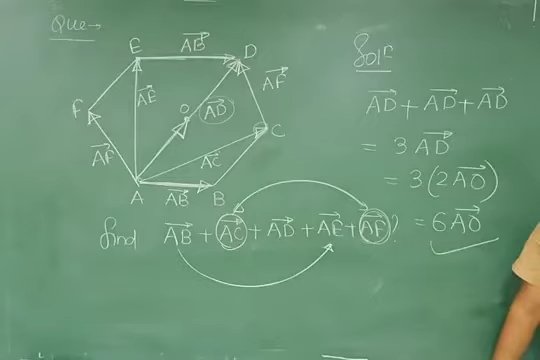 Que→
E AB→ D
AE→ AF→
F O AD→
C
AF→ AC→
A AB→ B
find AB→ + AC→ + AD→ + AE→ + AF→ ?
Solⁿ
AD→ + AD→ + AD→
= 3 AD→
= 3(2AO→)
= 6AO→